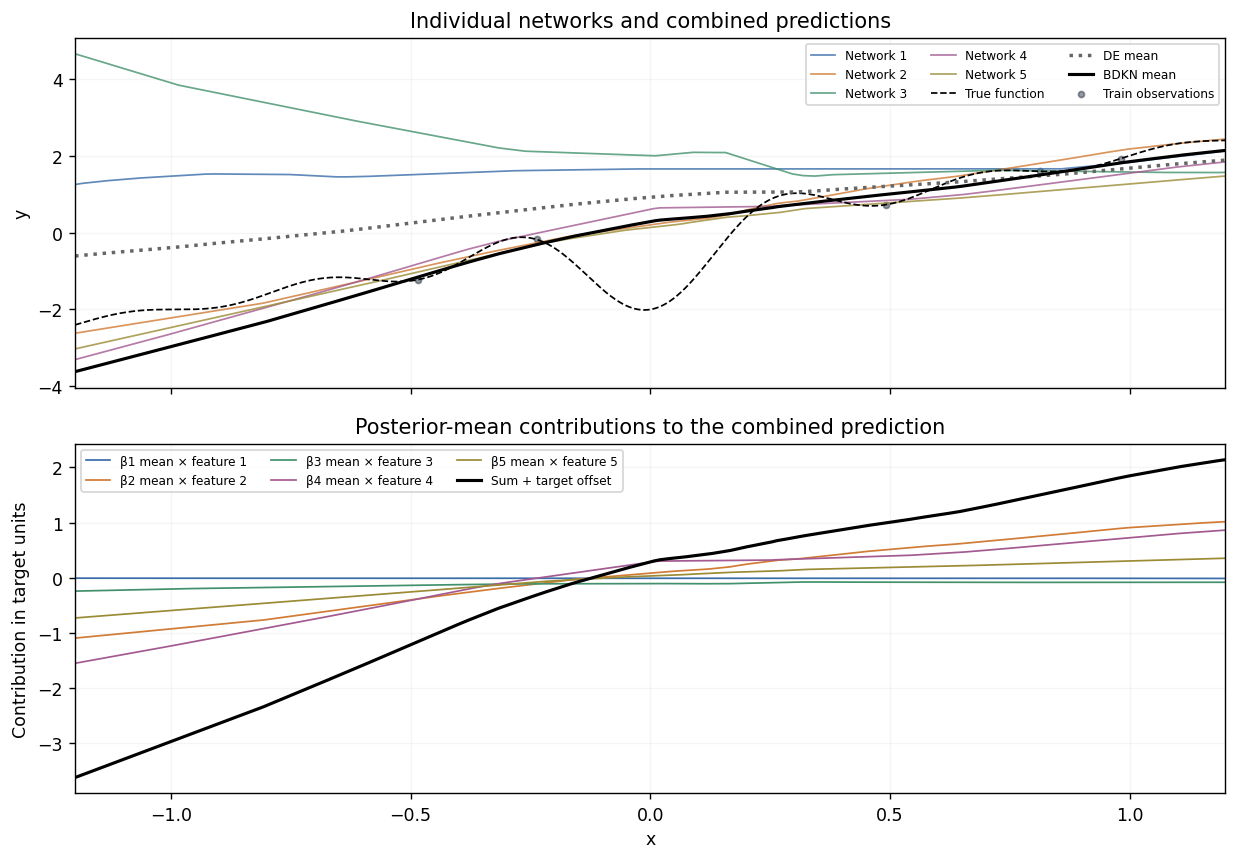 Individual networks and combined predictions
Network 1
Network 2
Network 3
Network 4
Network 5
True function
DE mean
BDKN mean
Train observations
4
2
0
−2
−4
y
Posterior-mean contributions to the combined prediction
β1 mean × feature 1
β2 mean × feature 2
β3 mean × feature 3
β4 mean × feature 4
β5 mean × feature 5
Sum + target offset
2
1
0
−1
−2
−3
Contribution in target units
−1.0
−0.5
0.0
0.5
1.0
x